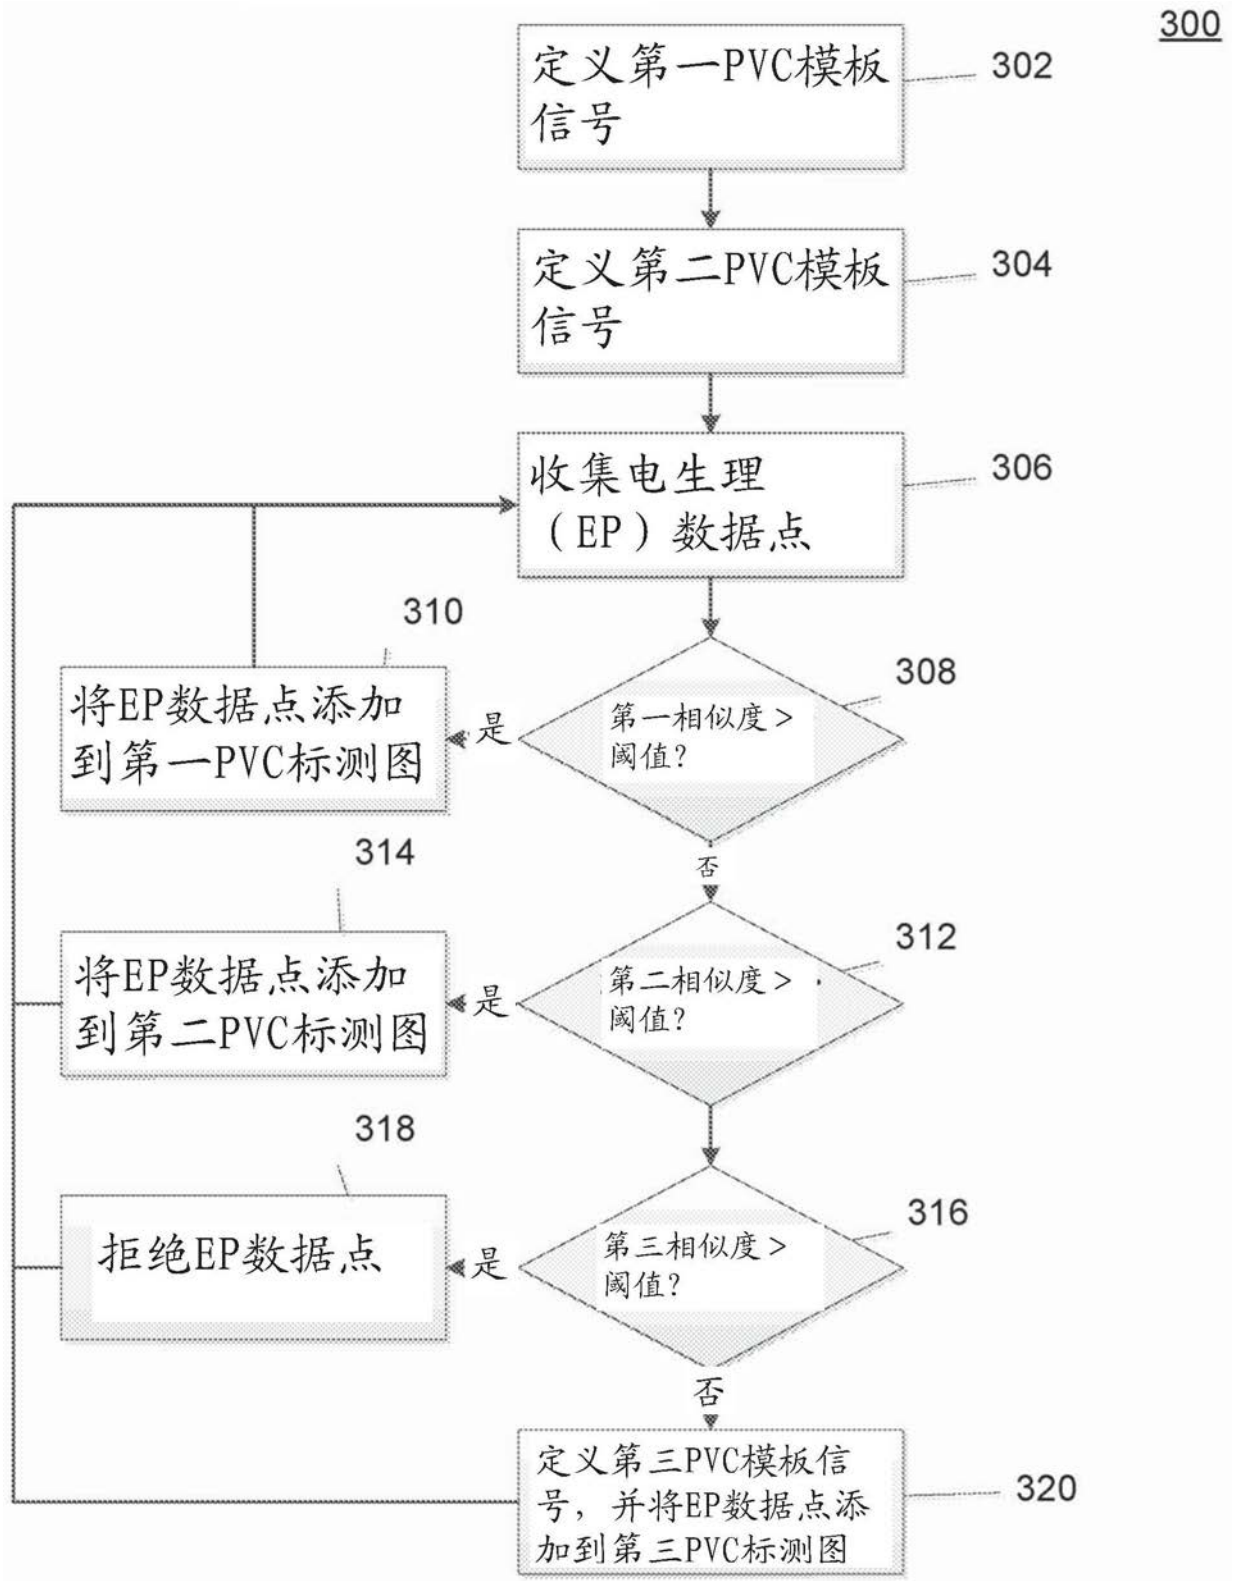 300
定义第一PVC模板
信号
302
定义第二PVC模板
信号
304
收集电生理
（EP）数据点
306
310
将EP数据点添加
到第一PVC标测图
是
第一相似度>
阈值?
308
否
314
将EP数据点添加
到第二PVC标测图
是
第二相似度>
阈值?
312
318
拒绝EP数据点
是
第三相似度>
阈值?
316
否
定义第三PVC模板信
号，并将EP数据点添
加到第三PVC标测图
320